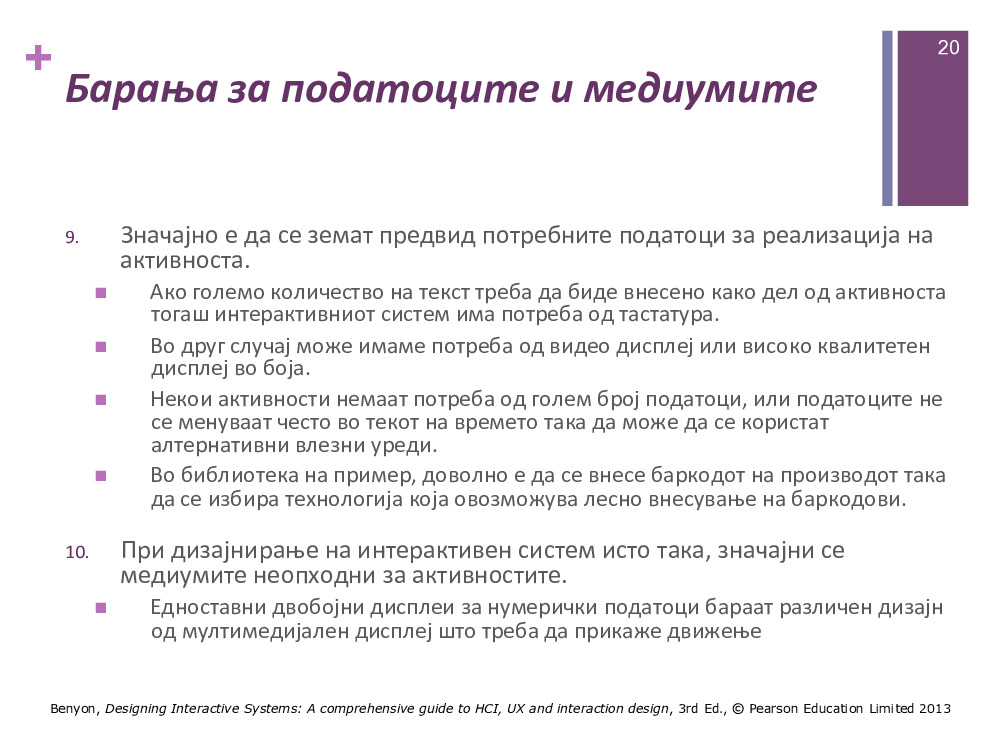 20
+
Барања за податоците и медиумите
9. Значајно е да се земат предвид потребните податоци за реализација на
активноста.
■ Ако големо количество на текст треба да биде внесено како дел од активноста
тогаш интерактивниот систем има потреба од тастатура.
■ Во друг случај може имаме потреба од видео дисплеј или високо квалитетен
дисплеј во боја.
■ Некои активности немаат потреба од голем број податоци, или податоците не
се менуваат често во текот на времето така да може да се користат
алтернативни влезни уреди.
■ Во библиотека на пример, доволно е да се внесе баркодот на производот така
да се избира технологија која овозможува лесно внесување на баркодови.
10. При дизајнирање на интерактивен систем исто така, значајни се
медиумите неопходни за активностите.
■ Едноставни двобојни дисплеи за нумерички податоци бараат различен дизајн
од мултимедијален дисплеј што треба да прикаже движење
Benyon, Designing Interactive Systems: A comprehensive guide to HCI, UX and interaction design, 3rd Ed., © Pearson Education Limited 2013